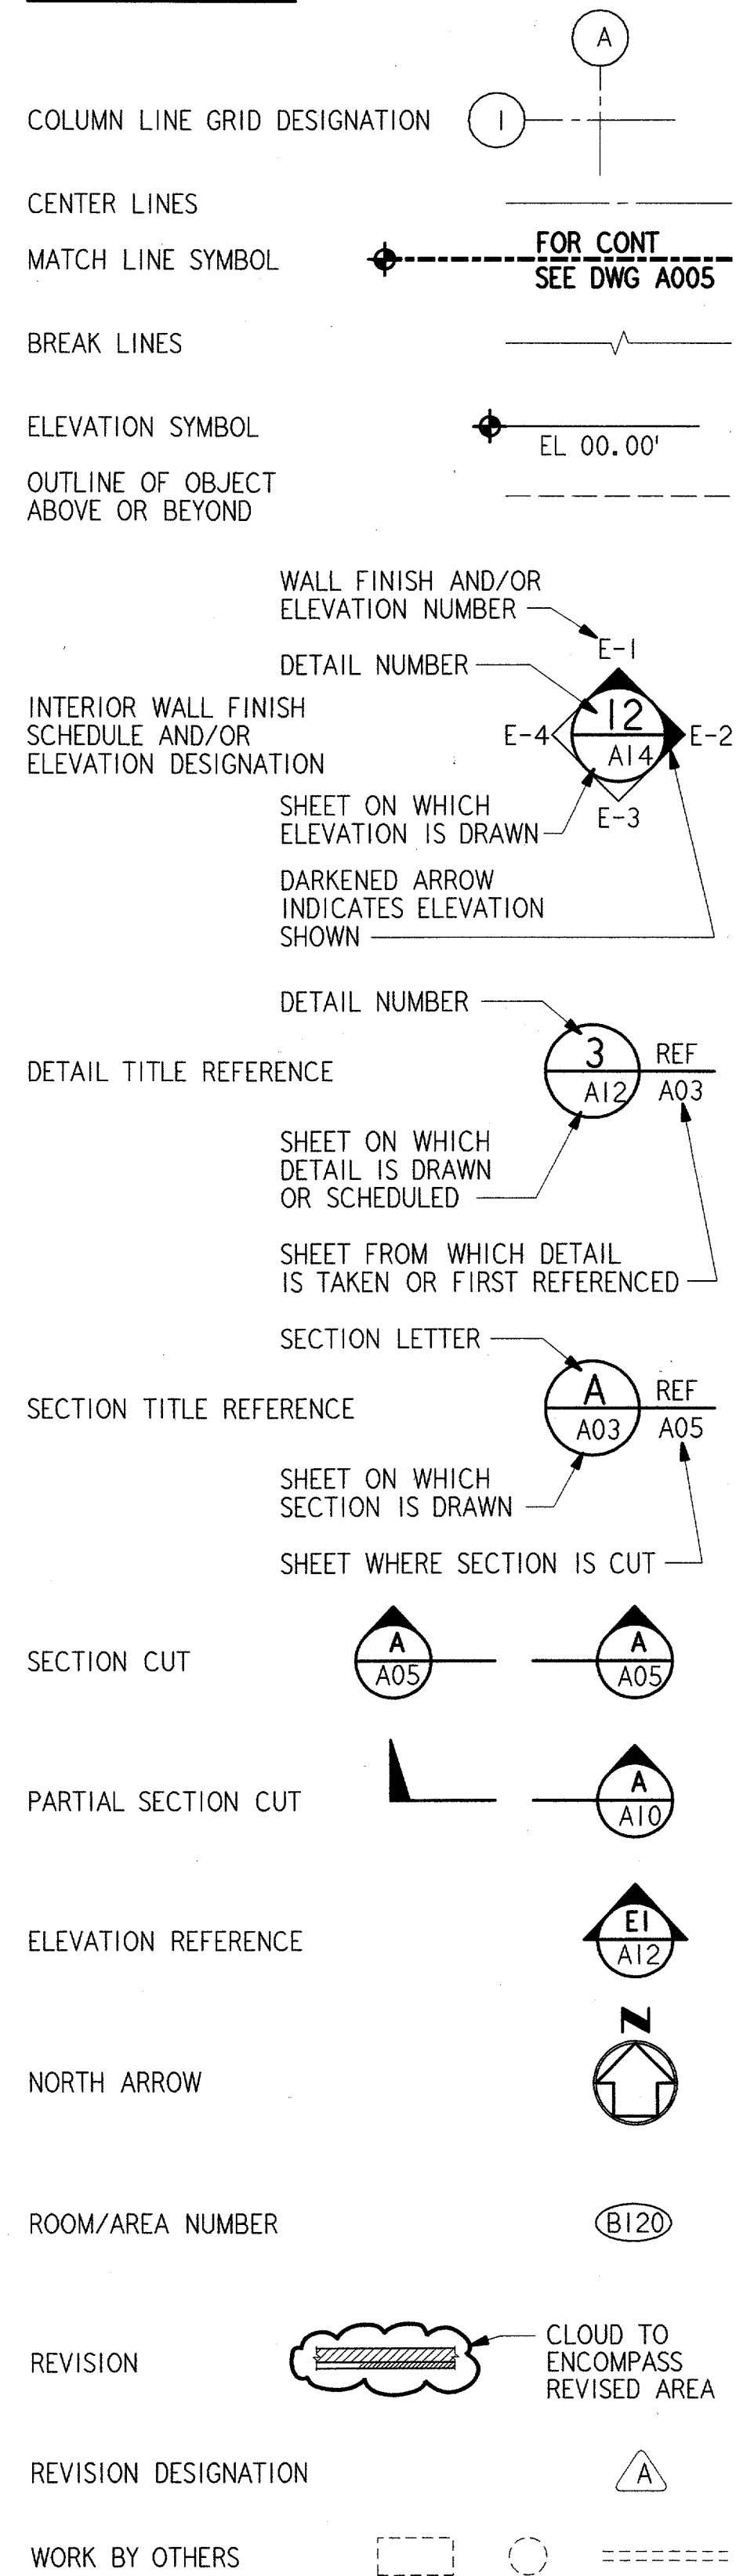 A
COLUMN LINE GRID DESIGNATION 1
CENTER LINES
MATCH LINE SYMBOL
FOR CONT
SEE DWG A005
BREAK LINES
ELEVATION SYMBOL
EL 00.00'
OUTLINE OF OBJECT
ABOVE OR BEYOND
WALL FINISH AND/OR
ELEVATION NUMBER
E-1
DETAIL NUMBER
INTERIOR WALL FINISH
SCHEDULE AND/OR
ELEVATION DESIGNATION
12
A14
E-4
E-2
E-3
SHEET ON WHICH
ELEVATION IS DRAWN
DARKENED ARROW
INDICATES ELEVATION
SHOWN
DETAIL NUMBER
DETAIL TITLE REFERENCE
3
A12
REF
A03
SHEET ON WHICH
DETAIL IS DRAWN
OR SCHEDULED
SHEET FROM WHICH DETAIL
IS TAKEN OR FIRST REFERENCED
SECTION LETTER
SECTION TITLE REFERENCE
A
A03
REF
A05
SHEET ON WHICH
SECTION IS DRAWN
SHEET WHERE SECTION IS CUT
SECTION CUT
A
A05
A
A05
PARTIAL SECTION CUT
A
A10
ELEVATION REFERENCE
E1
A12
N
NORTH ARROW
ROOM/AREA NUMBER B120
REVISION
CLOUD TO
ENCOMPASS
REVISED AREA
REVISION DESIGNATION A
WORK BY OTHERS